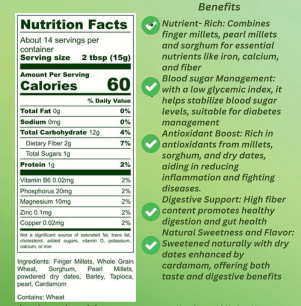 Nutrition Facts
About 14 servings per
container
Serving size 2 tbsp (15g)
Amount Per Serving
Calories 60
% Daily Value
Total Fat 0g 0%
Sodium 0mg 0%
Total Carbohydrate 12g 4%
Dietary Fiber 2g 7%
Total Sugars 1g
Protein 1g 2%
Vitamin B6 0.02mg 2%
Phosphorus 20mg 2%
Magnesium 10mg 2%
Zinc 0.1mg 2%
Copper 0.02mg 2%
Not a significant source of saturated fat, trans fat,
cholesterol, added sugars, vitamin D, potassium,
calcium, or iron
Ingredients: Finger Millets, Whole Grain
Wheat, Sorghum, Pearl Millets,
powdered dry dates, Barley, Tapioca,
pearl, Cardamom
Contains: Wheat
Benefits
Nutrient- Rich: Combines
finger millets, pearl millets
and sorghum for essential
nutrients like iron, calcium,
and fiber
Blood sugar Management:
with a low glycemic index, it
helps stabilize blood sugar
levels, suitable for diabetes
management
Antioxidant Boost: Rich in
antioxidants from millets,
sorghum, and dry dates,
aiding in reducing
inflammation and fighting
diseases.
Digestive Support: High fiber
content promotes healthy
digestion and gut health
Natural Sweetness and Flavor:
Sweetened naturally with dry
dates enhanced by
cardamom, offering both
taste and digestive benefits